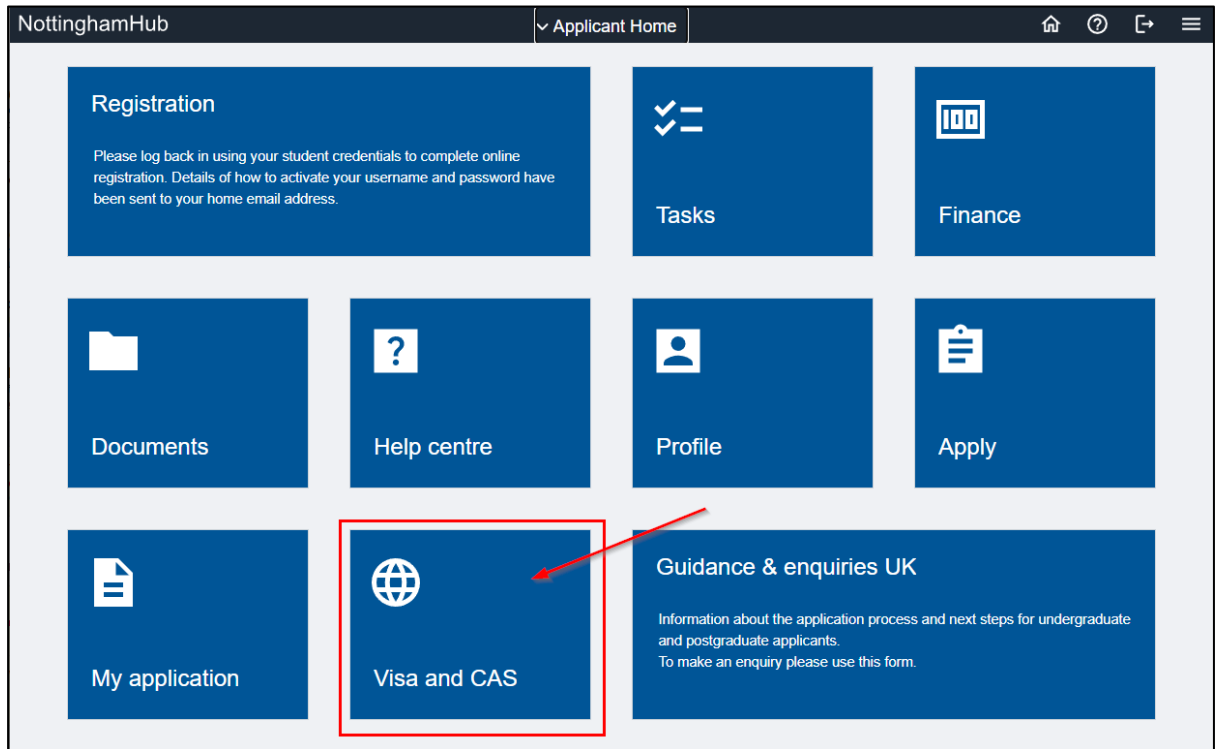 NottinghamHub
Applicant Home
Registration
Please log back in using your student credentials to complete online
registration. Details of how to activate your username and password have
been sent to your home email address.
Tasks
100
Finance
Documents
?
Help centre
Profile
Apply
My application
Visa and CAS
Guidance & enquiries UK
Information about the application process and next steps for undergraduate
and postgraduate applicants.
To make an enquiry please use this form.